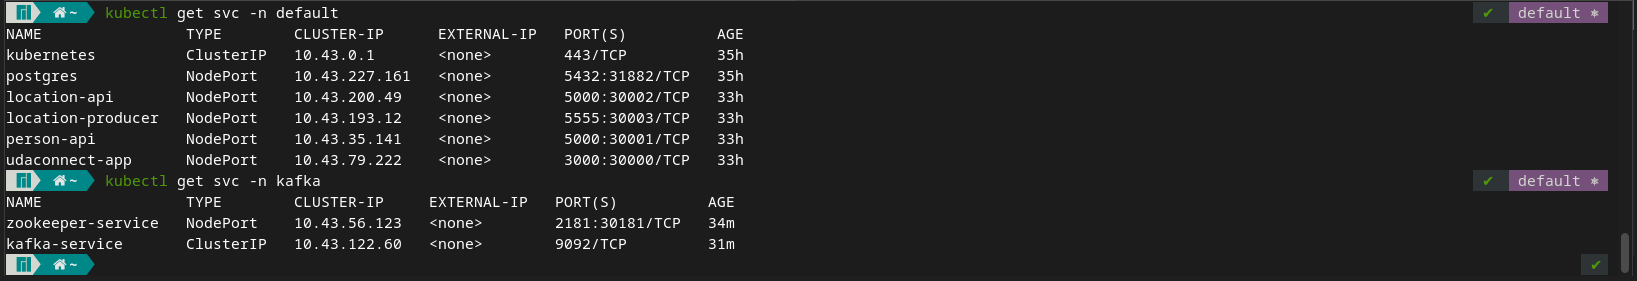 ~ kubectl get svc -n default ✔ default ✱
NAME TYPE CLUSTER-IP EXTERNAL-IP PORT(S) AGE
kubernetes ClusterIP 10.43.0.1 <none> 443/TCP 35h
postgres NodePort 10.43.227.161 <none> 5432:31882/TCP 35h
location-api NodePort 10.43.200.49 <none> 5000:30002/TCP 33h
location-producer NodePort 10.43.193.12 <none> 5555:30003/TCP 33h
person-api NodePort 10.43.35.141 <none> 5000:30001/TCP 33h
udaconnect-app NodePort 10.43.79.222 <none> 3000:30000/TCP 33h
~ kubectl get svc -n kafka ✔ default ✱
NAME TYPE CLUSTER-IP EXTERNAL-IP PORT(S) AGE
zookeeper-service NodePort 10.43.56.123 <none> 2181:30181/TCP 34m
kafka-service ClusterIP 10.43.122.60 <none> 9092/TCP 31m
~ ✔